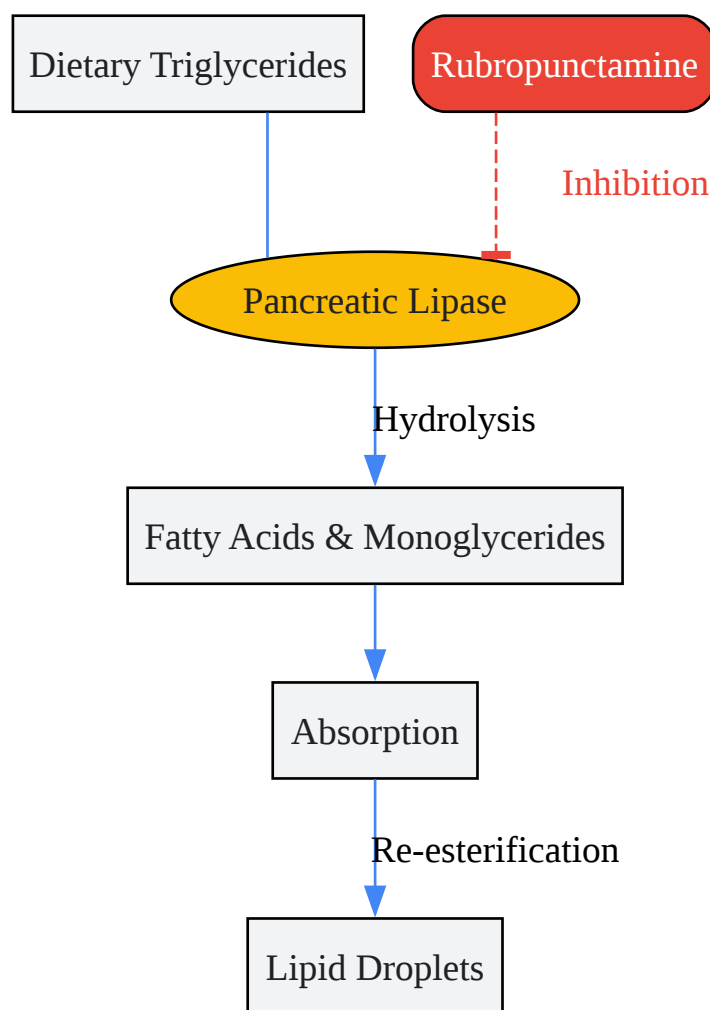 Dietary Triglycerides
Rubropunctamine
Inhibition
Pancreatic Lipase
Hydrolysis
Fatty Acids & Monoglycerides
Absorption
Re-esterification
Lipid Droplets